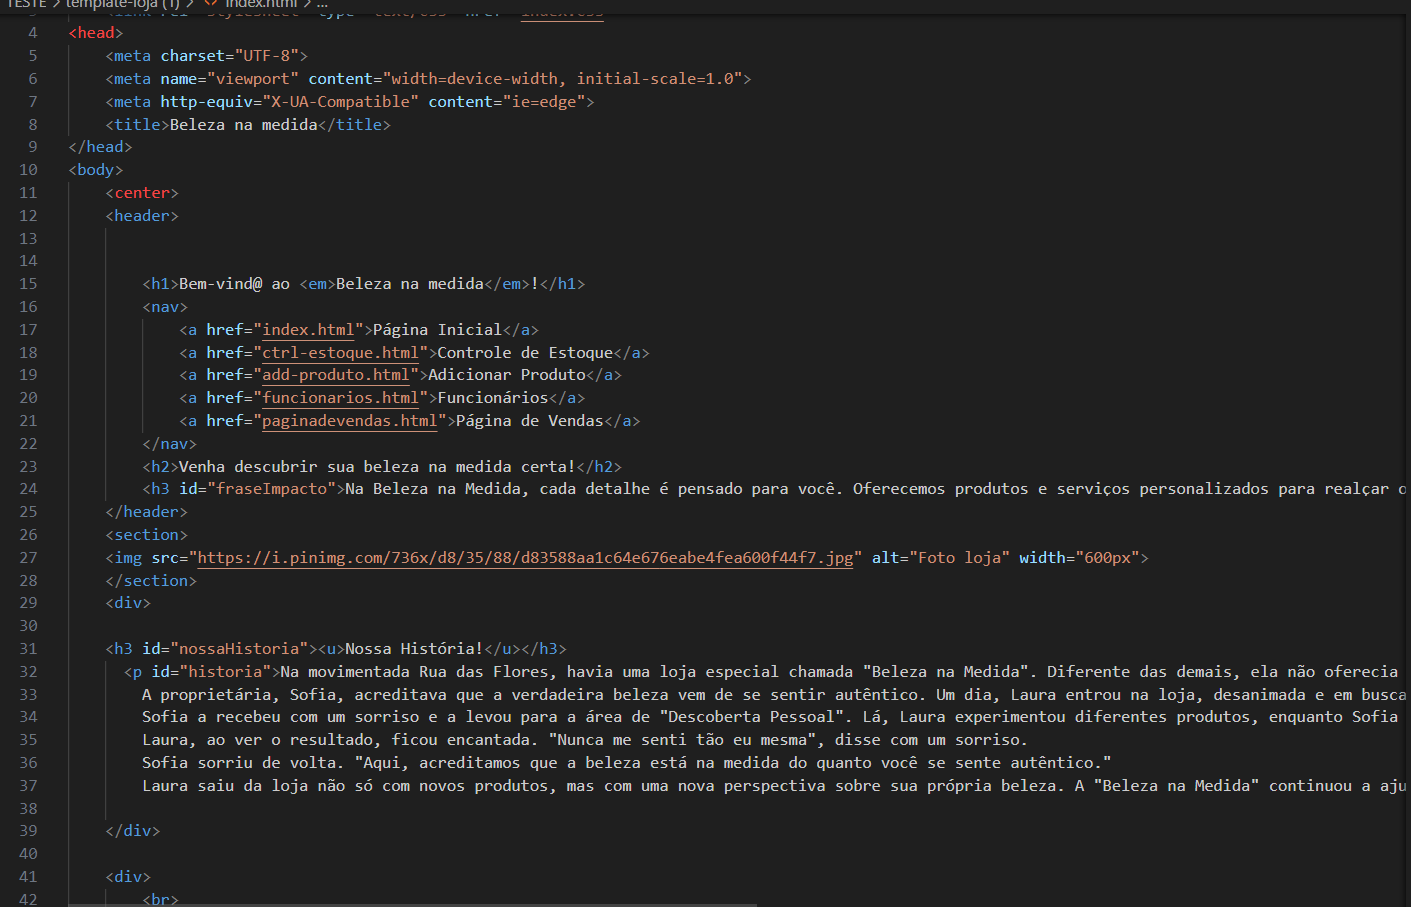 TESTE > template-loja (1) > <> index.html > ...
4 <head>
5 <meta charset="UTF-8">
6 <meta name="viewport" content="width=device-width, initial-scale=1.0">
7 <meta http-equiv="X-UA-Compatible" content="ie=edge">
8 <title>Beleza na medida</title>
9 </head>
10 <body>
11 <center>
12 <header>
13
14
15 <h1>Bem-vind@ ao <em>Beleza na medida</em>!</h1>
16 <nav>
17 <a href="index.html">Página Inicial</a>
18 <a href="ctrl-estoque.html">Controle de Estoque</a>
19 <a href="add-produto.html">Adicionar Produto</a>
20 <a href="funcionarios.html">Funcionários</a>
21 <a href="paginadevendas.html">Página de Vendas</a>
22 </nav>
23 <h2>Venha descubrir sua beleza na medida certa!</h2>
24 <h3 id="fraseImpacto">Na Beleza na Medida, cada detalhe é pensado para você. Oferecemos produtos e serviços personalizados para realçar
25 </header>
26 <section>
27 <img src="https://i.pinimg.com/736x/d8/35/88/d83588aa1c64e676eabe4fea600f44f7.jpg" alt="Foto loja" width="600px">
28 </section>
29 <div>
30
31 <h3 id="nossaHistoria"><u>Nossa História!</u></h3>
32 <p id="historia">Na movimentada Rua das Flores, havia uma loja especial chamada "Beleza na Medida". Diferente das demais, ela não oferecia
33 A proprietária, Sofia, acreditava que a verdadeira beleza vem de se sentir autêntico. Um dia, Laura entrou na loja, desanimada e em busca
34 Sofia a recebeu com um sorriso e a levou para a área de "Descoberta Pessoal". Lá, Laura experimentou diferentes produtos, enquanto Sofia
35 Laura, ao ver o resultado, ficou encantada. "Nunca me senti tão eu mesma", disse com um sorriso.
36 Sofia sorriu de volta. "Aqui, acreditamos que a beleza está na medida do quanto você se sente autêntico."
37 Laura saiu da loja não só com novos produtos, mas com uma nova perspectiva sobre sua própria beleza. A "Beleza na Medida" continuou a aju
38
39 </div>
40
41 <div>
42 <br>